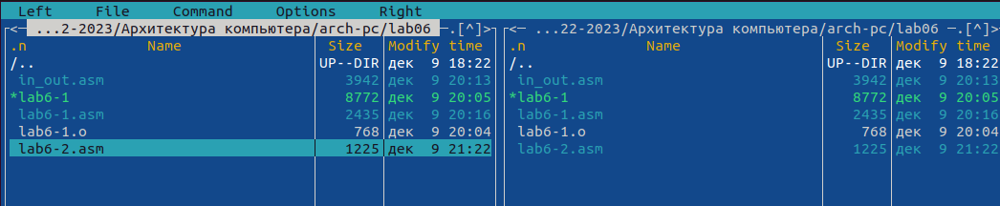 Left File Command Options Right
<─ ...2-2023/Архитектура компьютера/arch-pc/lab06 ─.[^]>
.n Name Size Modify time
/.. UP--DIR дек 9 18:22
in_out.asm 3942 дек 9 20:13
*lab6-1 8772 дек 9 20:05
lab6-1.asm 2435 дек 9 20:16
lab6-1.o 768 дек 9 20:04
lab6-2.asm 1225 дек 9 21:22
<─ ...22-2023/Архитектура компьютера/arch-pc/lab06 ─.[^]>
.n Name Size Modify time
/.. UP--DIR дек 9 18:22
in_out.asm 3942 дек 9 20:13
*lab6-1 8772 дек 9 20:05
lab6-1.asm 2435 дек 9 20:16
lab6-1.o 768 дек 9 20:04
lab6-2.asm 1225 дек 9 21:22